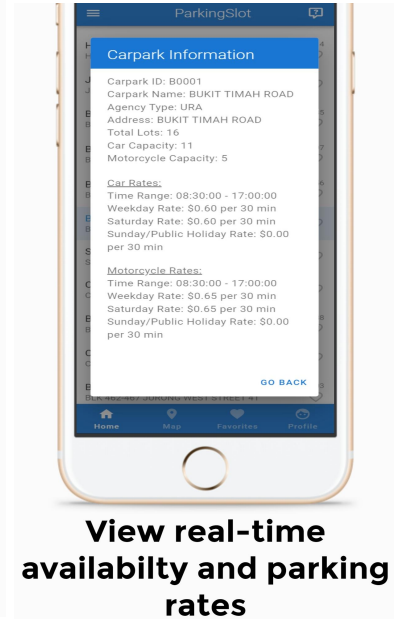 ParkingSlot
Carpark Information
Carpark ID: B0001
Carpark Name: BUKIT TIMAH ROAD
Agency Type: URA
Address: BUKIT TIMAH ROAD
Total Lots: 16
Car Capacity: 11
Motorcycle Capacity: 5
Car Rates:
Time Range: 08:30:00 - 17:00:00
Weekday Rate: $0.60 per 30 min
Saturday Rate: $0.60 per 30 min
Sunday/Public Holiday Rate: $0.00
per 30 min
Motorcycle Rates:
Time Range: 08:30:00 - 17:00:00
Weekday Rate: $0.65 per 30 min
Saturday Rate: $0.65 per 30 min
Sunday/Public Holiday Rate: $0.00
per 30 min
GO BACK
BLK 462-467 JURONG WEST STREET 41
Home Map Favorites Profile
View real-time
availabilty and parking
rates